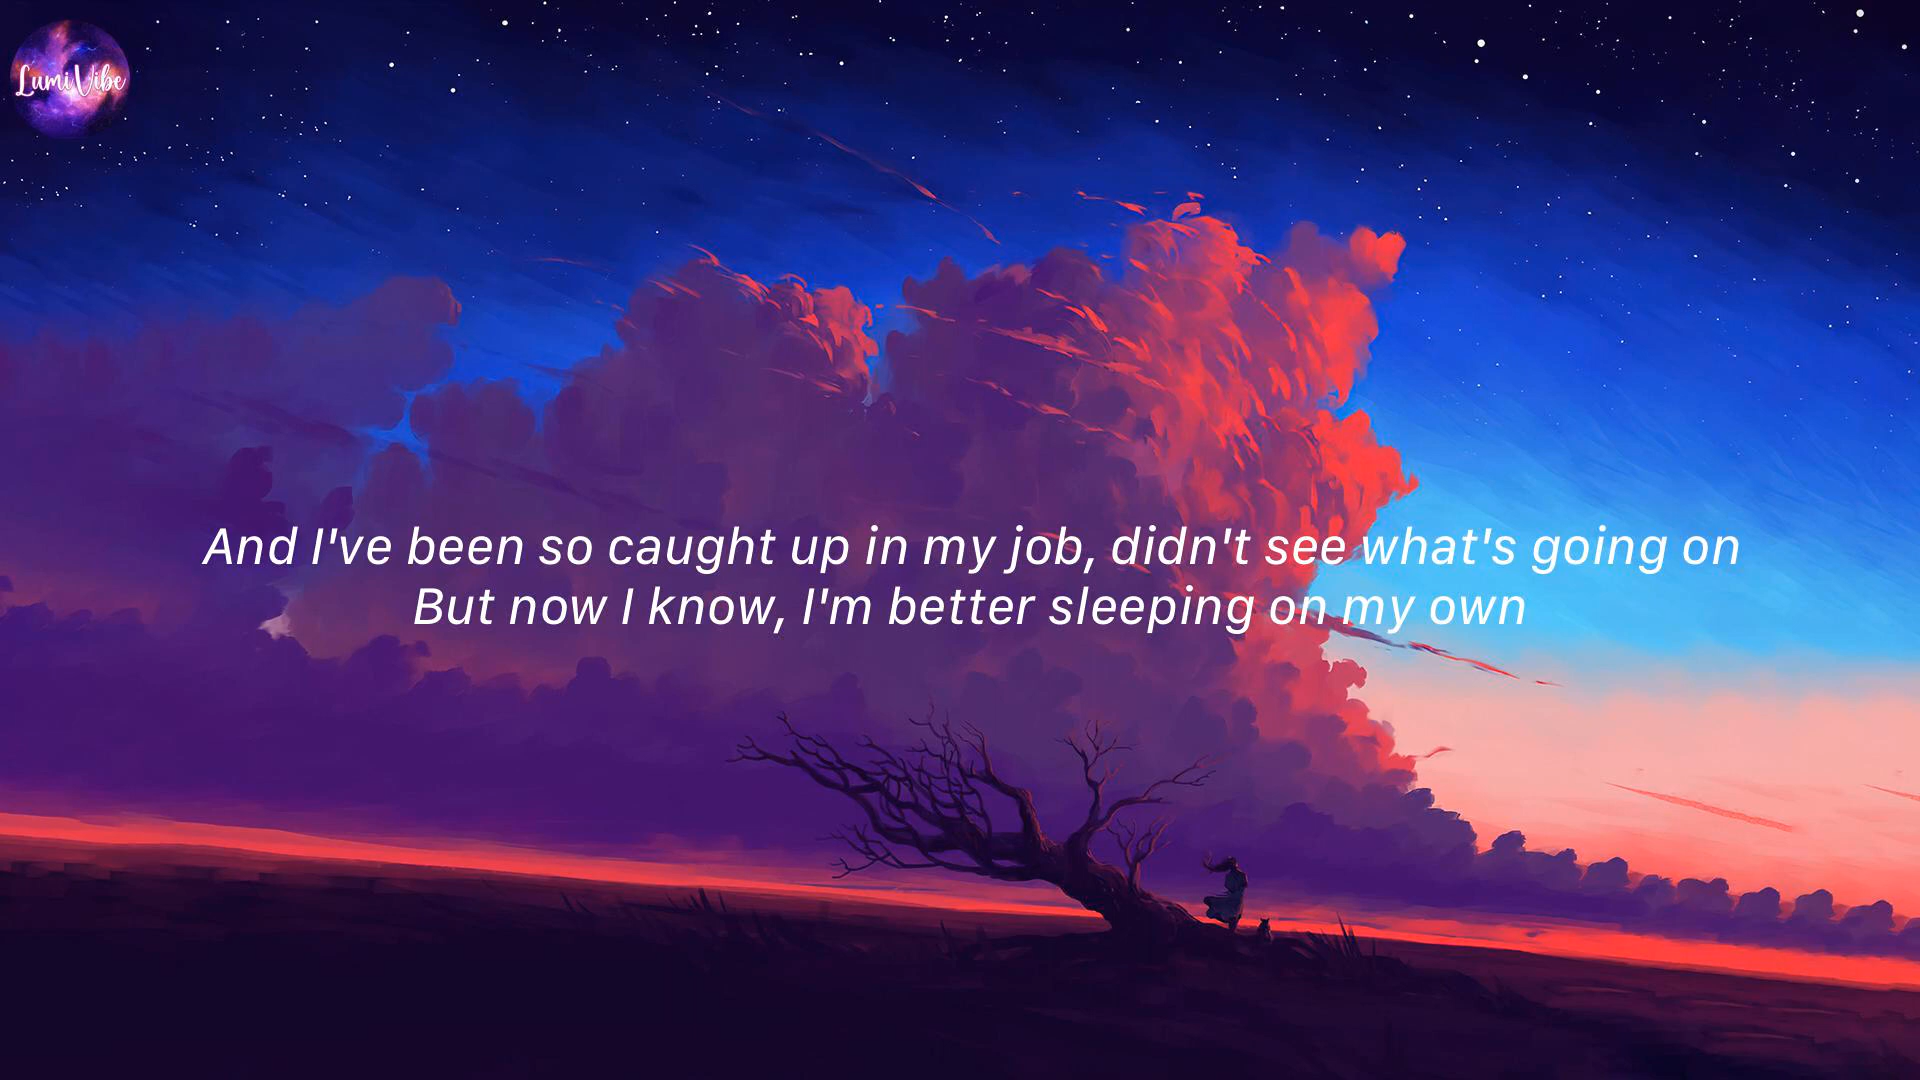 LumiVibe
And I've been so caught up in my job, didn't see what's going on
But now I know, I'm better sleeping on my own